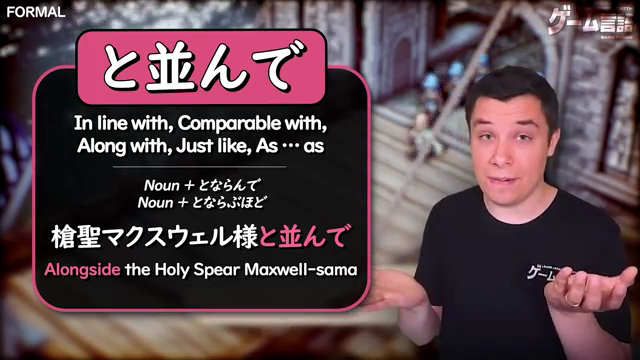 FORMAL
ゲーム言語
と並んで
In line with, Comparable with,
Along with, Just like, As … as
Noun + とならんで
Noun + とならぶほど
槍聖マクスウェル様と並んで
Alongside the Holy Spear Maxwell-sama